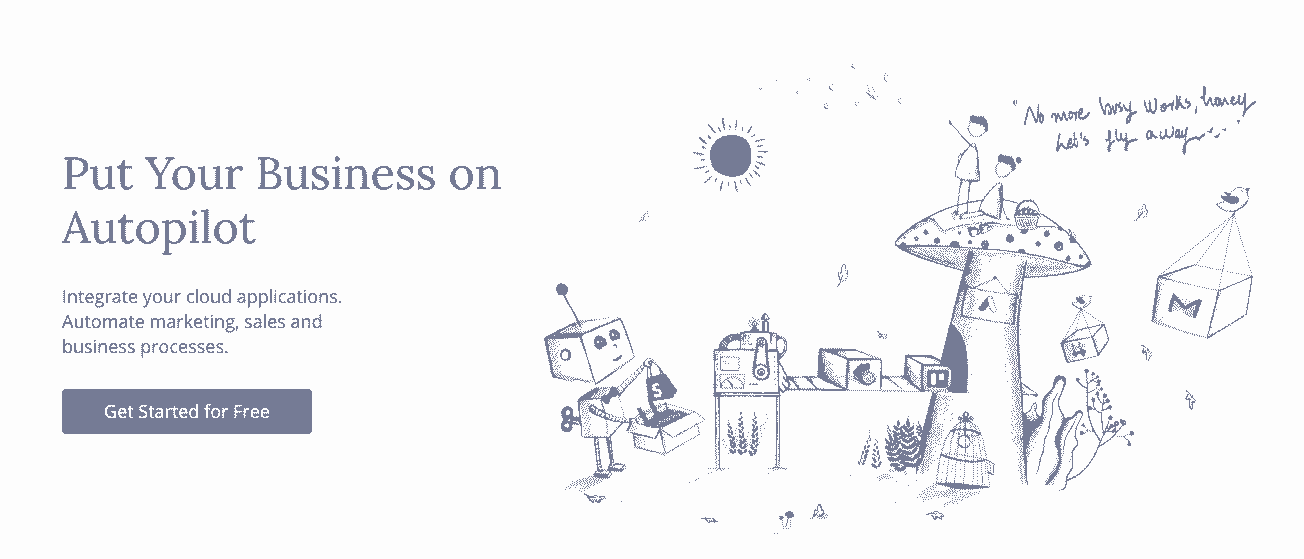 Put Your Business on
Autopilot
Integrate your cloud applications.
Automate marketing, sales and
business processes.
Get Started for Free
"No more busy works, honey
Let's fly away..."
$